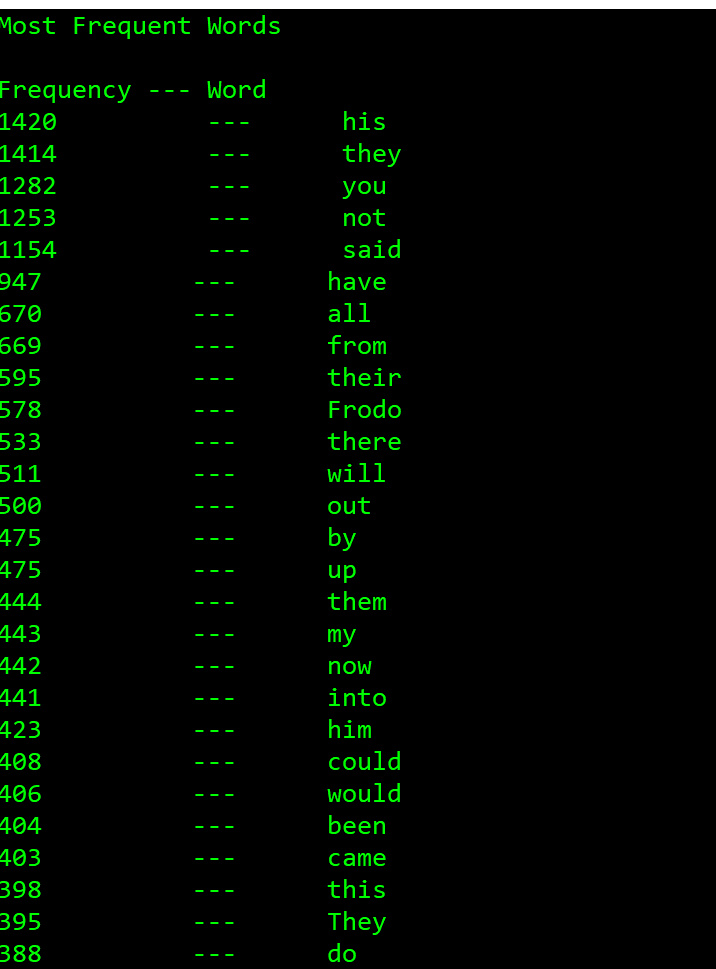 Most Frequent Words
Frequency --- Word
1420 --- his
1414 --- they
1282 --- you
1253 --- not
1154 --- said
947 --- have
670 --- all
669 --- from
595 --- their
578 --- Frodo
533 --- there
511 --- will
500 --- out
475 --- by
475 --- up
444 --- them
443 --- my
442 --- now
441 --- into
423 --- him
408 --- could
406 --- would
404 --- been
403 --- came
398 --- this
395 --- They
388 --- do